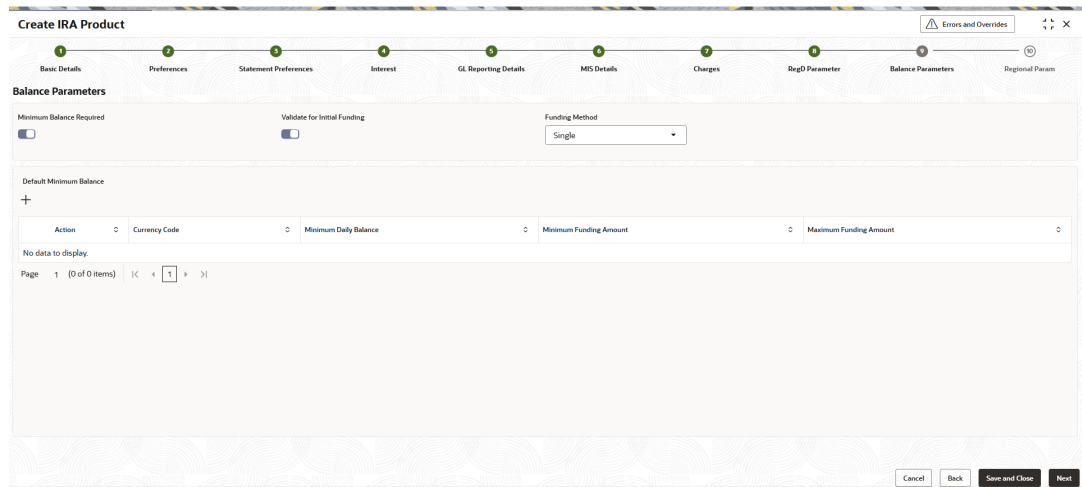 Create IRA Product
Errors and Overrides
1 2 3 4 5 6 7 8 9 10
Basic Details Preferences Statement Preferences Interest GL Reporting Details MIS Details Charges RegD Parameter Balance Parameters Regional Param
Balance Parameters
Minimum Balance Required Validate for Initial Funding Funding Method
Single
Default Minimum Balance
Action Currency Code Minimum Daily Balance Minimum Funding Amount Maximum Funding Amount
No data to display.
Page 1 (0 of 0 items) 1
Cancel Back Save and Close Next